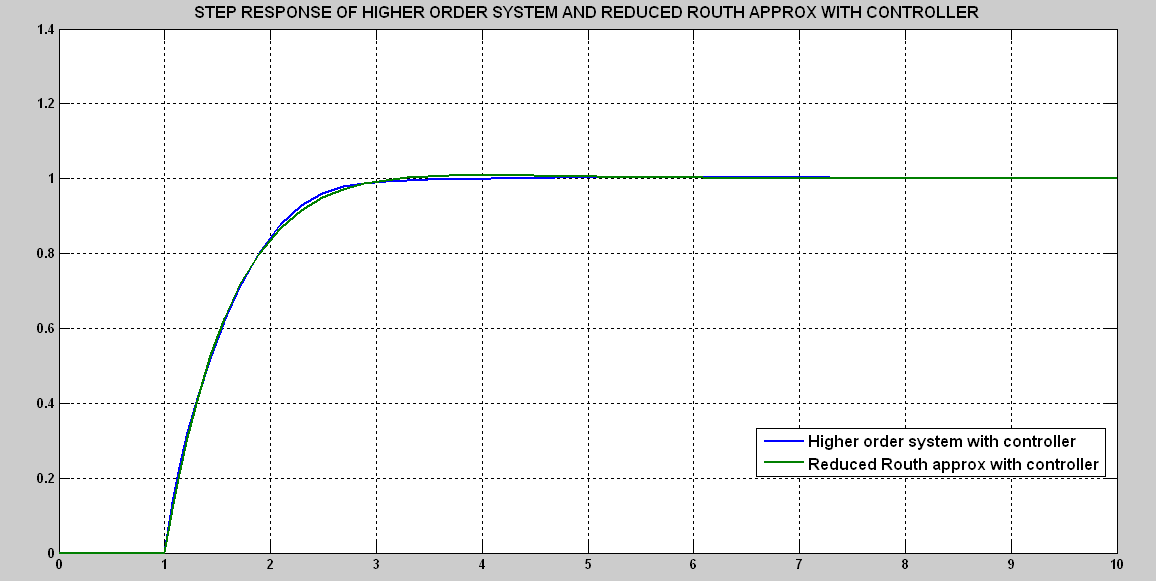 STEP RESPONSE OF HIGHER ORDER SYSTEM AND REDUCED ROUTH APPROX WITH CONTROLLER
1.4
1.2
1
0.8
0.6
0.4
0.2
0
Higher order system with controller
Reduced Routh approx with controller
0 1 2 3 4 5 6 7 8 9 10